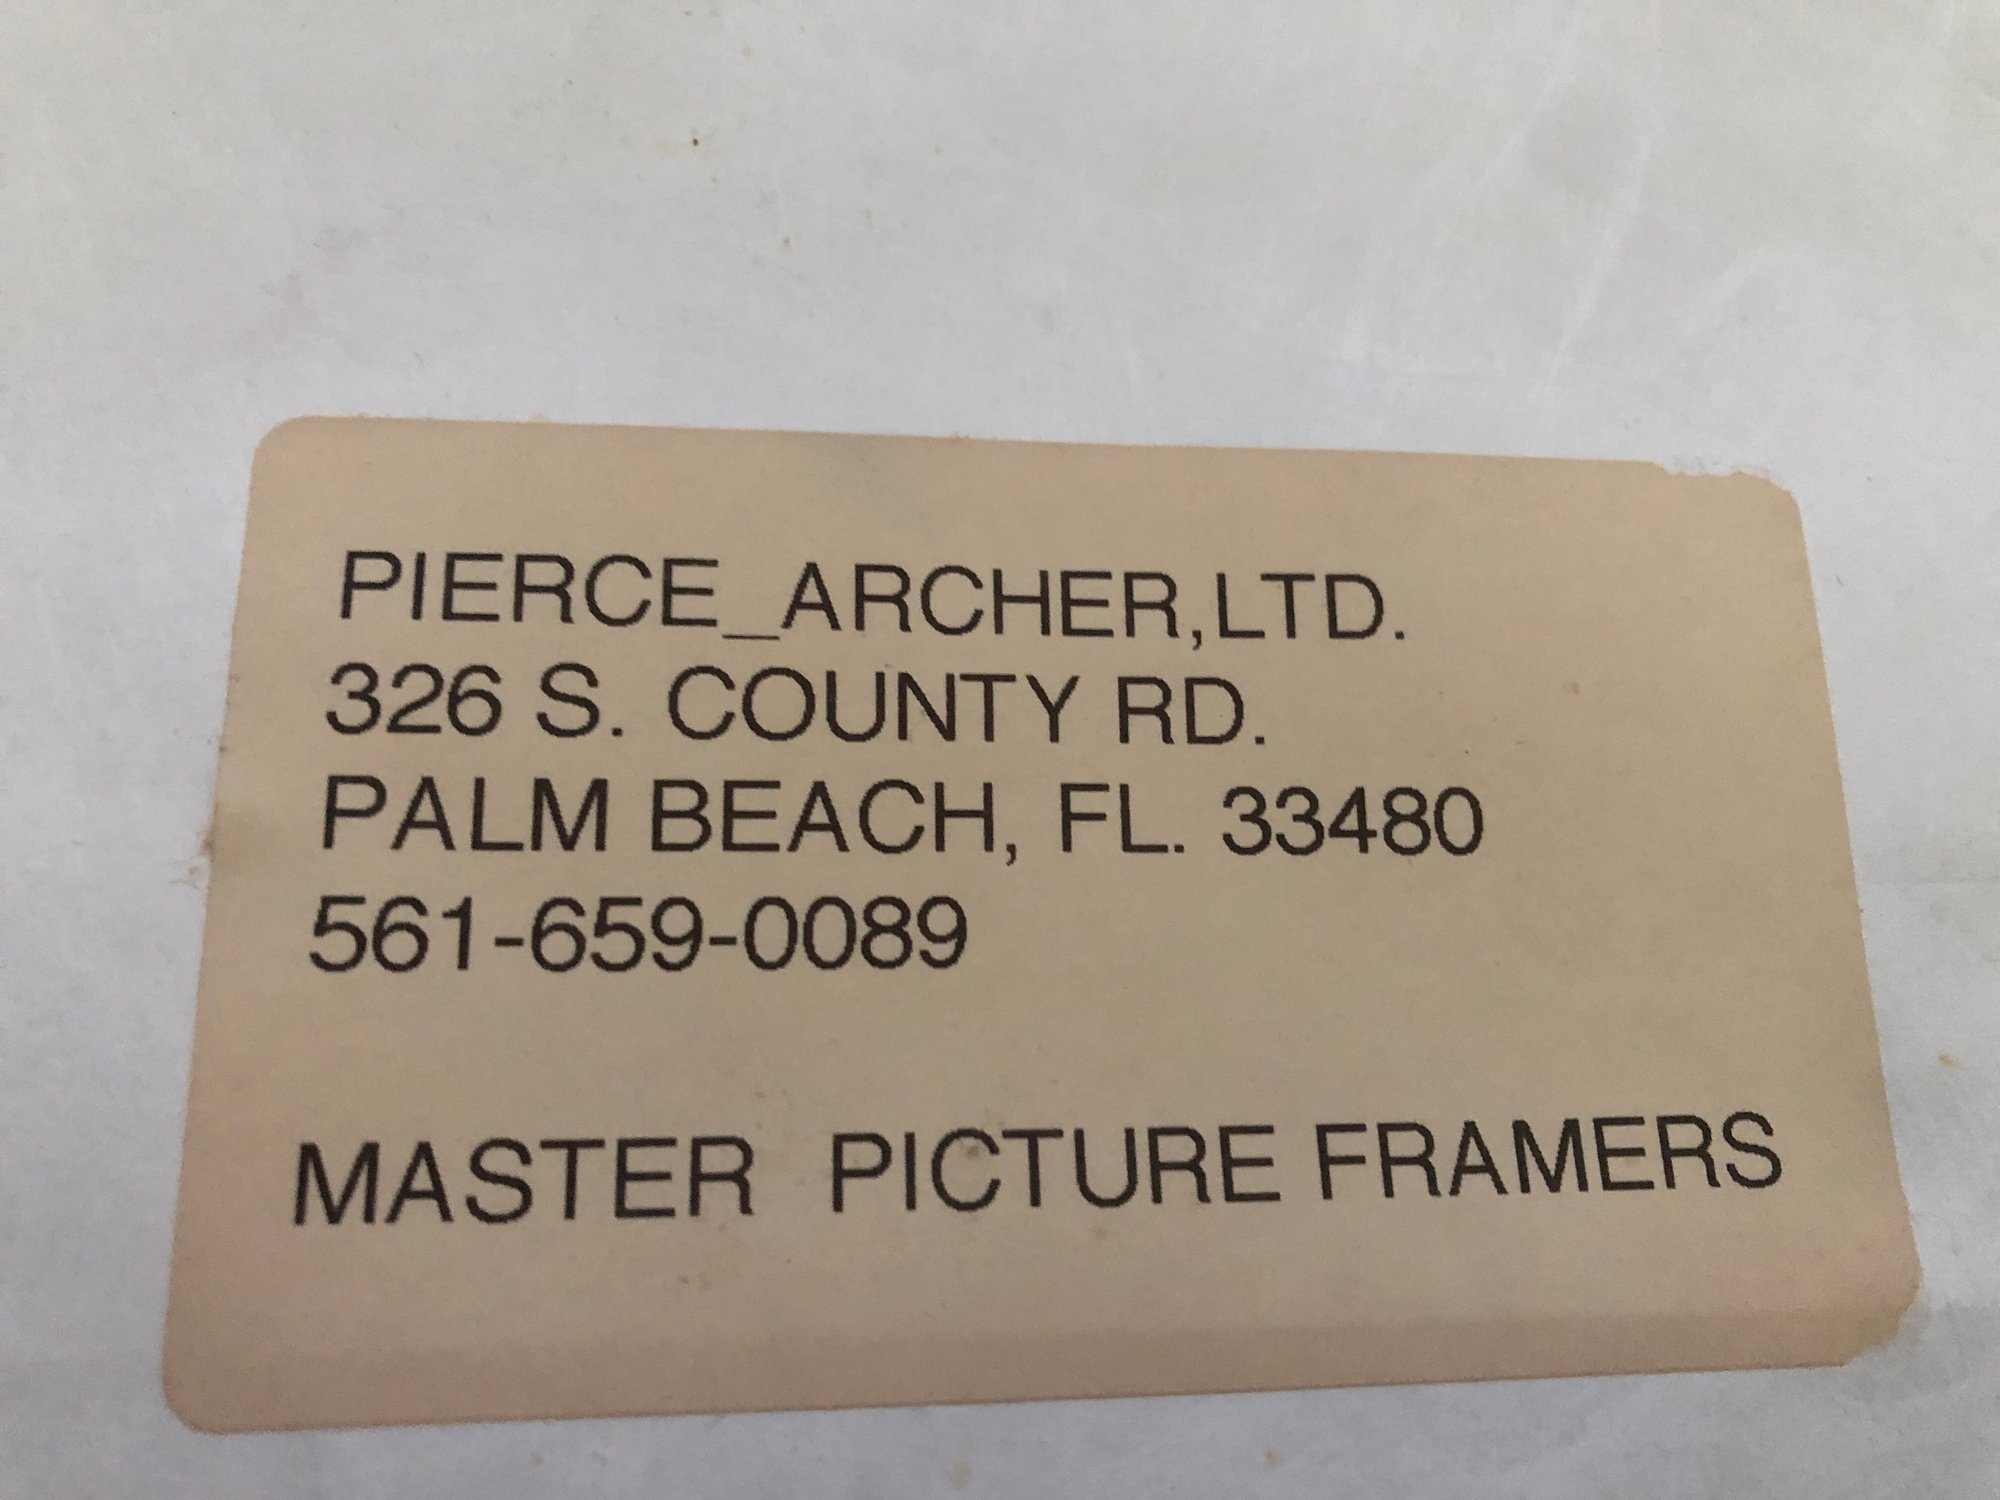 PIERCE_ARCHER,LTD.
326 S. COUNTY RD.
PALM BEACH, FL. 33480
561-659-0089
MASTER PICTURE FRAMERS